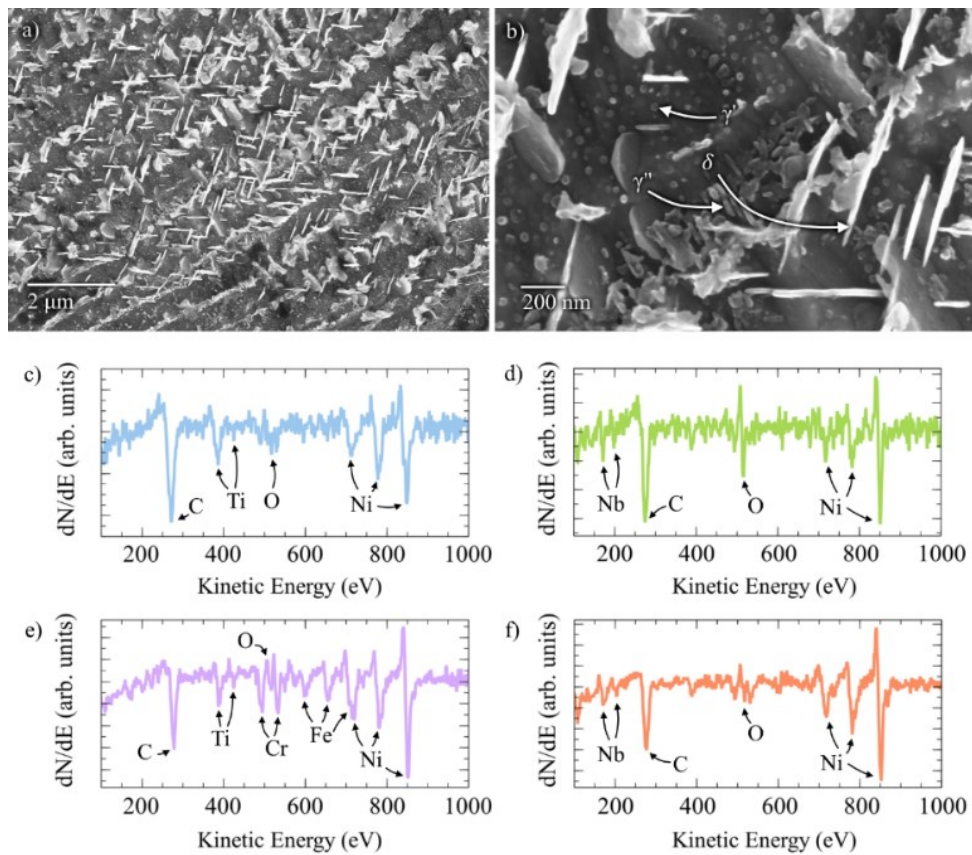 a)
2 μm
b)
γ'
δ
γ''
200 nm
c)
dN/dE (arb. units)
C
Ti
O
Ni
200 400 600 800 1000
Kinetic Energy (eV)
d)
dN/dE (arb. units)
Nb
C
O
Ni
200 400 600 800 1000
Kinetic Energy (eV)
e)
dN/dE (arb. units)
O
C
Ti
Cr
Fe
Ni
200 400 600 800 1000
Kinetic Energy (eV)
f)
dN/dE (arb. units)
Nb
C
O
Ni
200 400 600 800 1000
Kinetic Energy (eV)